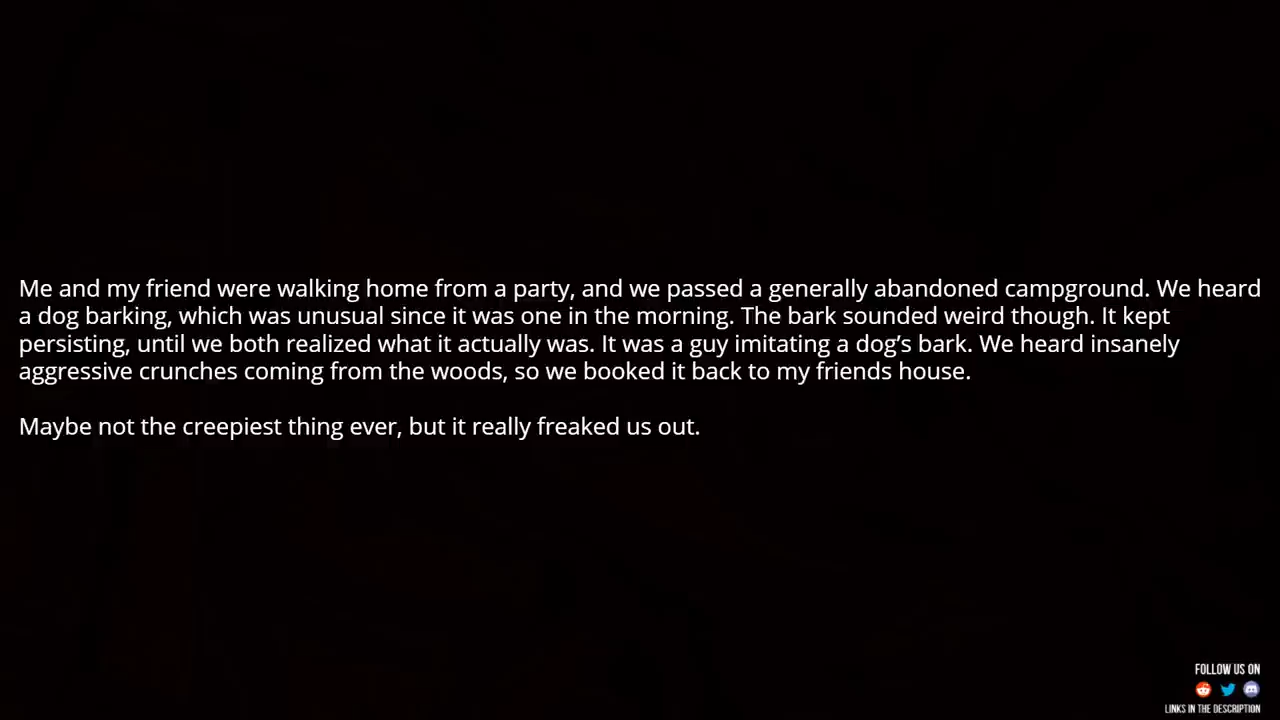 Me and my friend were walking home from a party, and we passed a generally abandoned campground. We heard
a dog barking, which was unusual since it was one in the morning. The bark sounded weird though. It kept
persisting, until we both realized what it actually was. It was a guy imitating a dog’s bark. We heard insanely
aggressive crunches coming from the woods, so we booked it back to my friends house.
Maybe not the creepiest thing ever, but it really freaked us out.
FOLLOW US ON
LINKS IN THE DESCRIPTION